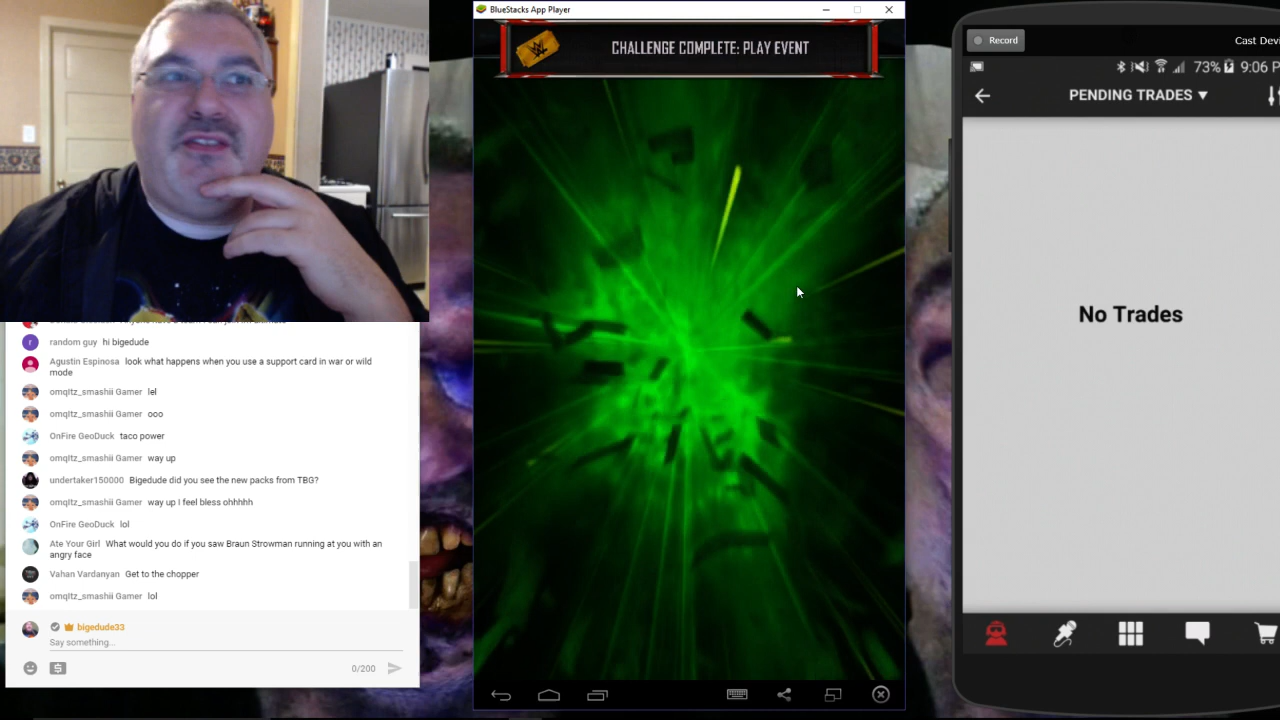 BlueStacks App Player
CHALLENGE COMPLETE: PLAY EVENT
random guy hi bigedude
Agustin Espinosa look what happens when you use a support card in war or wild
mode
omqItz_smashii Gamer lel
omqItz_smashii Gamer ooo
OnFire GeoDuck taco power
omqItz_smashii Gamer way up
undertaker150000 Bigedude did you see the new packs from TBG?
omqItz_smashii Gamer way up I feel bless ohhhhh
OnFire GeoDuck lol
Ate Your Girl What would you do if you saw Braun Strowman running at you with an
angry face
Vahan Vardanyan Get to the chopper
omqItz_smashii Gamer lol
bigedude33
Say something...
0/200
Record
Cast Devi
73% 9:06 P
PENDING TRADES
No Trades